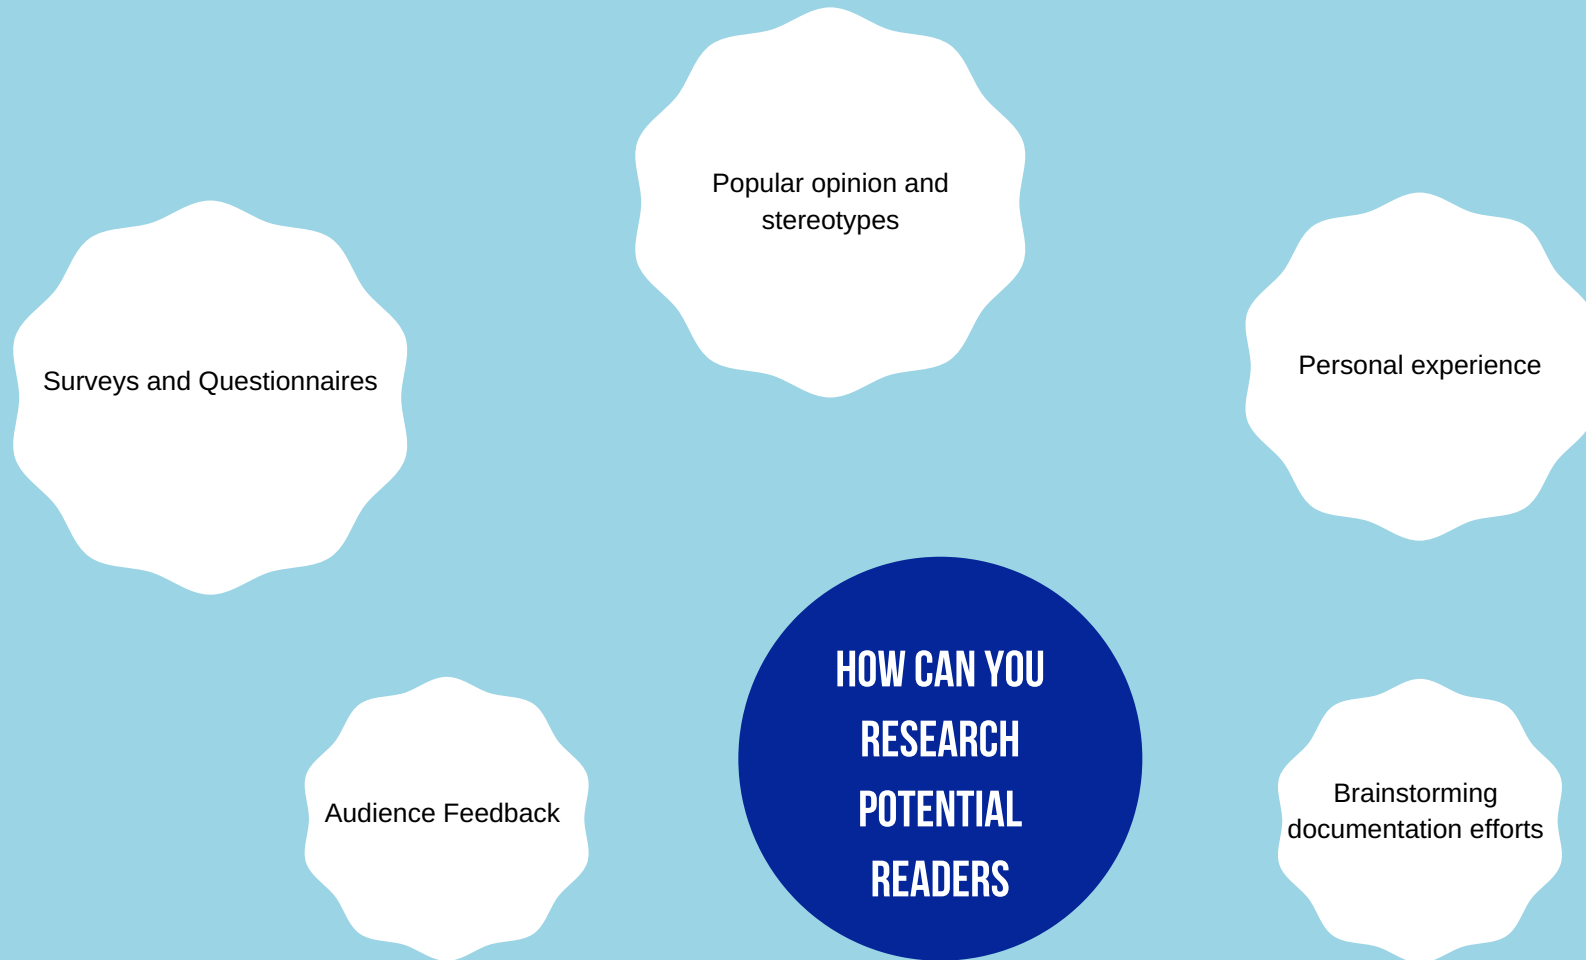 Popular opinion and
stereotypes
Surveys and Questionnaires
Personal experience
HOW CAN YOU
RESEARCH
POTENTIAL
READERS
Audience Feedback
Brainstorming
documentation efforts